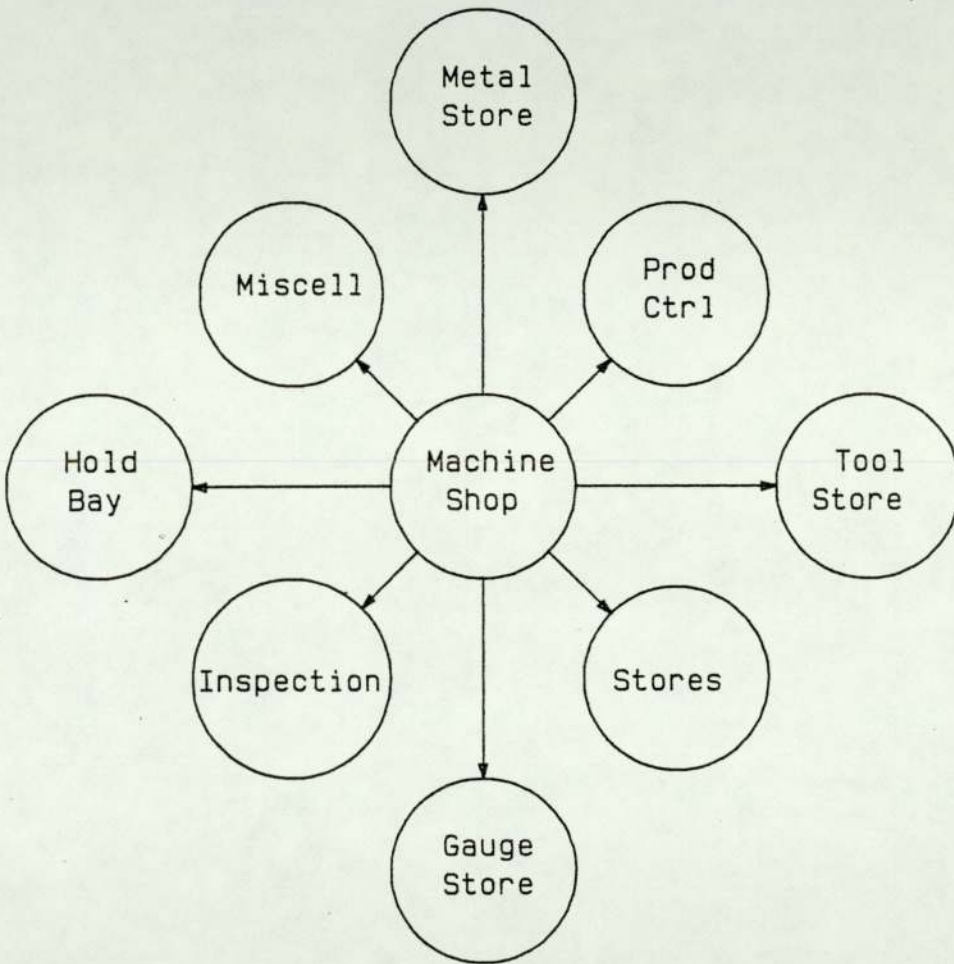 Metal
Store
Miscell
Prod
Ctrl
Hold
Bay
Machine
Shop
Tool
Store
Inspection
Stores
Gauge
Store